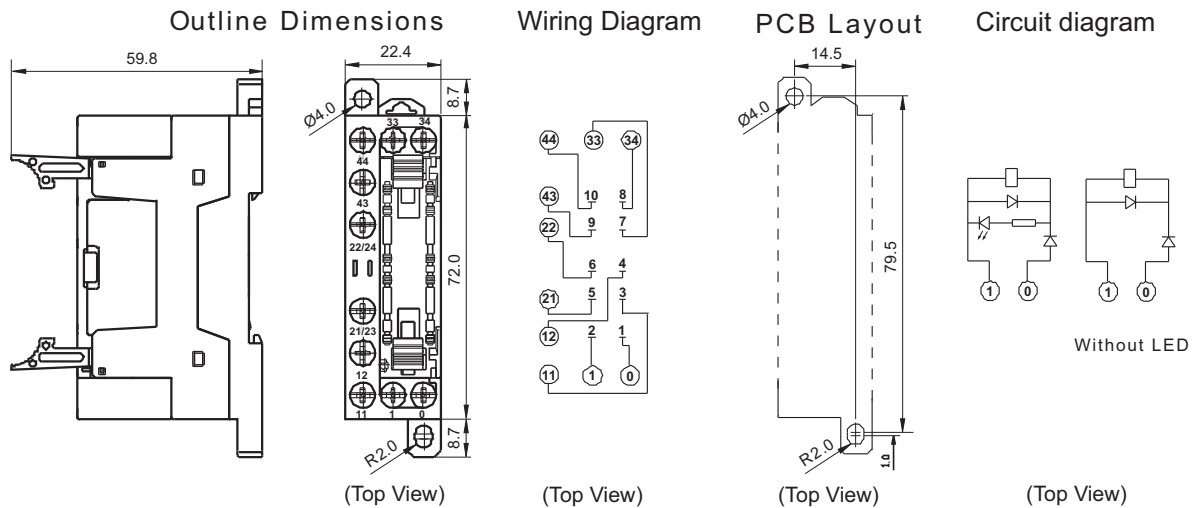 Outline Dimensions
Wiring Diagram
PCB Layout
Circuit diagram
59.8
22.4
8.7
Ø4.0
33 34
44
43
22/24
21/23
12
11 1 0
72.0
8.7
R2.0
(Top View)
44 33 34
10 8
43
9 7
22
6 4
21 5 3
12 2 1
11 1 0
(Top View)
14.5
Ø4.0
79.5
R2.0
1.0
(Top View)
1 0
1 0
Without LED
(Top View)